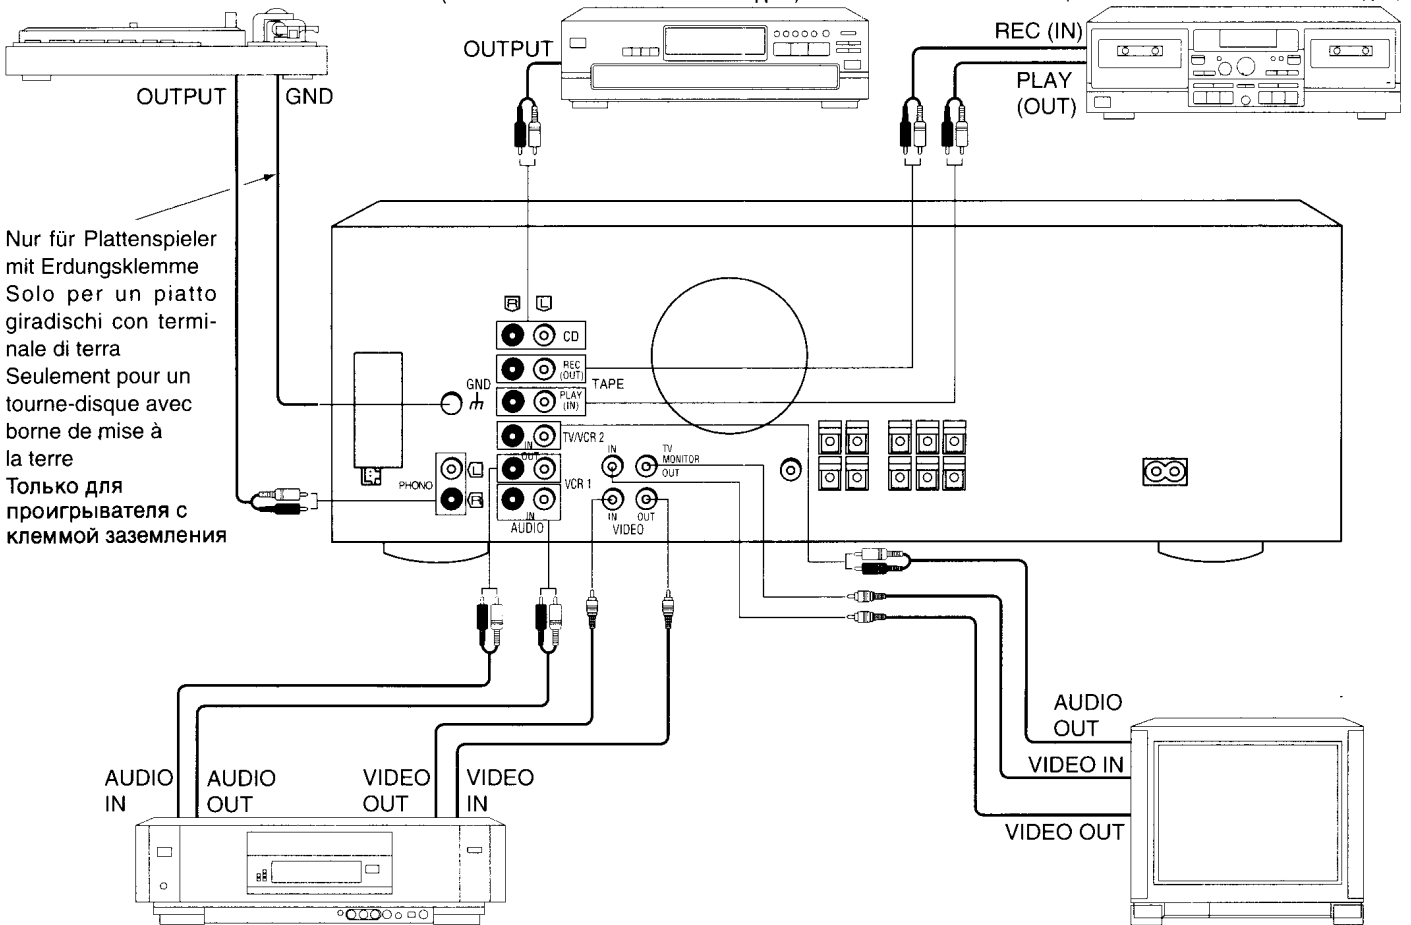 OUTPUT
GND
OUTPUT
REC (IN)
PLAY
(OUT)
Nur für Plattenspieler
mit Erdungsklemme
Solo per un piatto
giradischi con termi-
nale di terra
Seulement pour un
tourne-disque avec
borne de mise à
la terre
Только для
проигрывателя с
клеммой заземления
R L
CD
REC
(OUT)
TAPE
GND
PLAY
(IN)
TV/VCR 2
IN
OUT
PHONO
L
R
VCR 1
IN
AUDIO
IN
TV
MONITOR
OUT
IN
OUT
VIDEO
AUDIO
IN
AUDIO
OUT
VIDEO
OUT
VIDEO
IN
AUDIO
OUT
VIDEO IN
VIDEO OUT